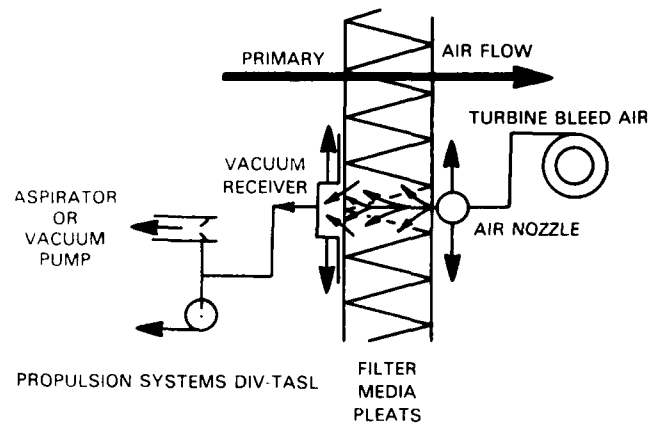 PRIMARY
AIR FLOW
TURBINE BLEED AIR
VACUUM
RECEIVER
ASPIRATOR
OR
VACUUM
PUMP
AIR NOZZLE
PROPULSION SYSTEMS DIV-TASL
FILTER
MEDIA
PLEATS